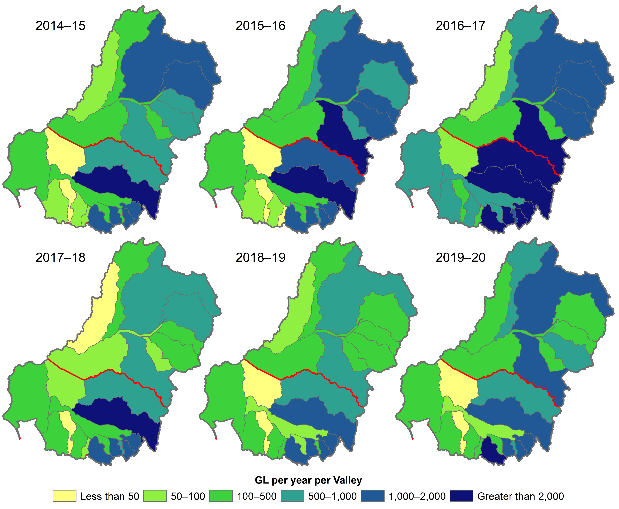 2014–15 2015–16 2016–17
2017–18 2018–19 2019–20
GL per year per Valley
Less than 50 50–100 100–500 500–1,000 1,000–2,000 Greater than 2,000